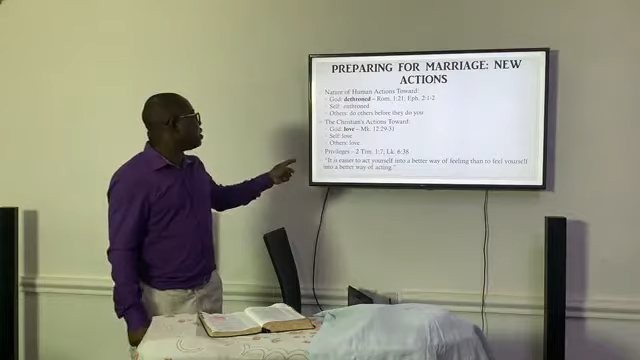 PREPARING FOR MARRIAGE: NEW
ACTIONS
Nature of Human Actions Toward:
God: dethroned – Rom. 1:21; Eph. 2:1-2
Self: enthroned
Others: do others before they do you
The Christian's Actions Toward:
God: love – Mk. 12:29-31
Self: love
Others: love
Privileges – 2 Tim. 1:7; Lk. 6:38
"It is easier to act yourself into a better way of feeling than to feel yourself
into a better way of acting."